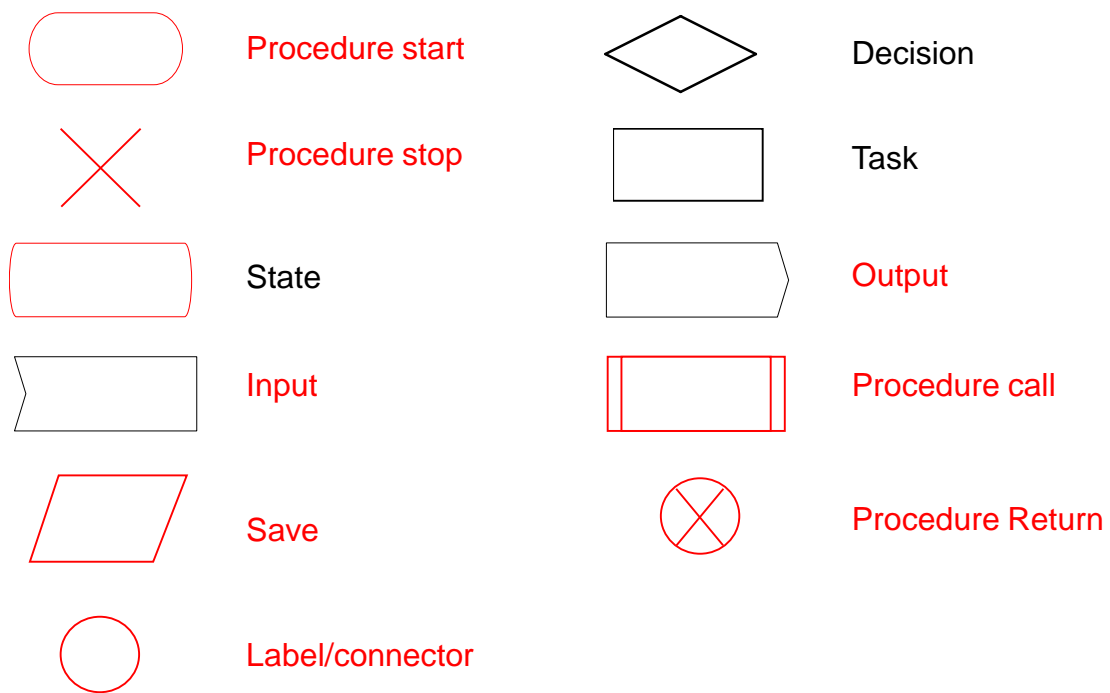 Procedure start
Decision
Procedure stop
Task
State
Output
Input
Procedure call
Save
Procedure Return
Label/connector